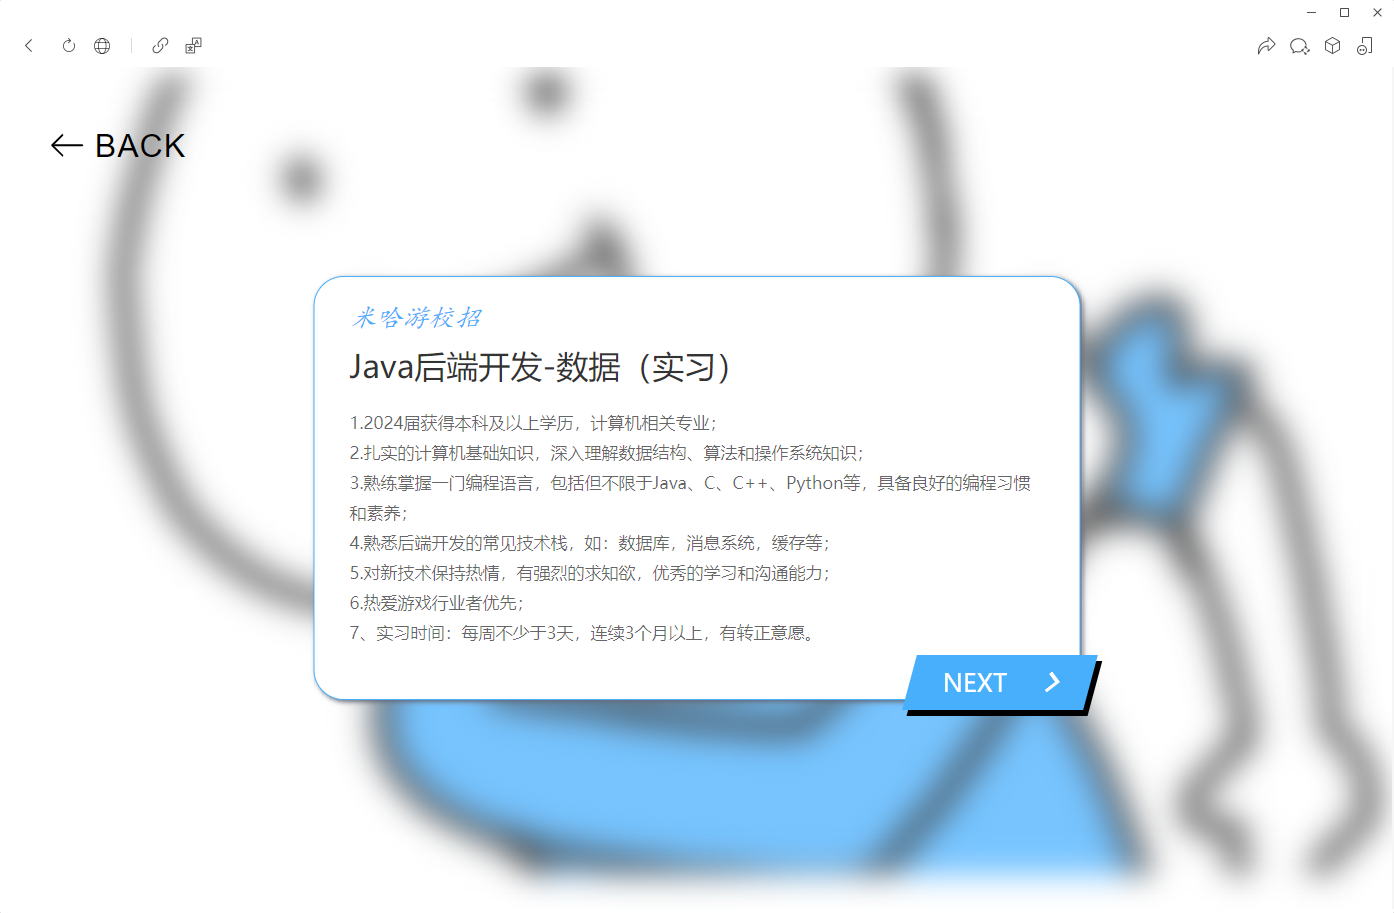 BACK
米哈游校招
Java后端开发-数据（实习）
1.2024届获得本科及以上学历，计算机相关专业；
2.扎实的计算机基础知识，深入理解数据结构、算法和操作系统知识；
3.熟练掌握一门编程语言，包括但不限于Java、C、C++、Python等，具备良好的编程习惯
和素养；
4.熟悉后端开发的常见技术栈，如：数据库，消息系统，缓存等；
5.对新技术保持热情，有强烈的求知欲，优秀的学习和沟通能力；
6.热爱游戏行业者优先；
7、实习时间：每周不少于3天，连续3个月以上，有转正意愿。
NEXT